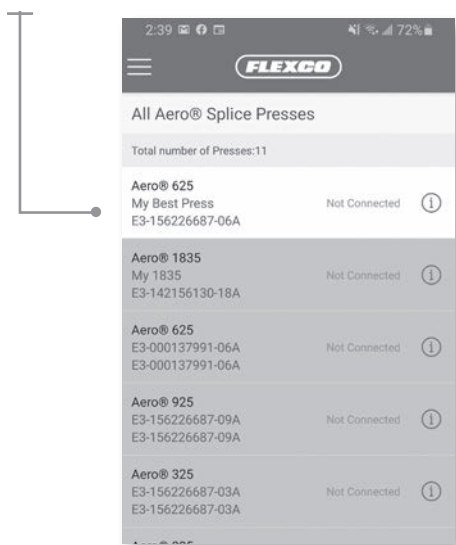 2:39 72%
FLEXCO
All Aero® Splice Presses
Total number of Presses:11
Aero® 625
My Best Press Not Connected
E3-156226687-06A
Aero® 1835
My 1835 Not Connected
E3-142156130-18A
Aero® 625
E3-000137991-06A Not Connected
E3-000137991-06A
Aero® 925
E3-156226687-09A Not Connected
E3-156226687-09A
Aero® 325
E3-156226687-03A Not Connected
E3-156226687-03A